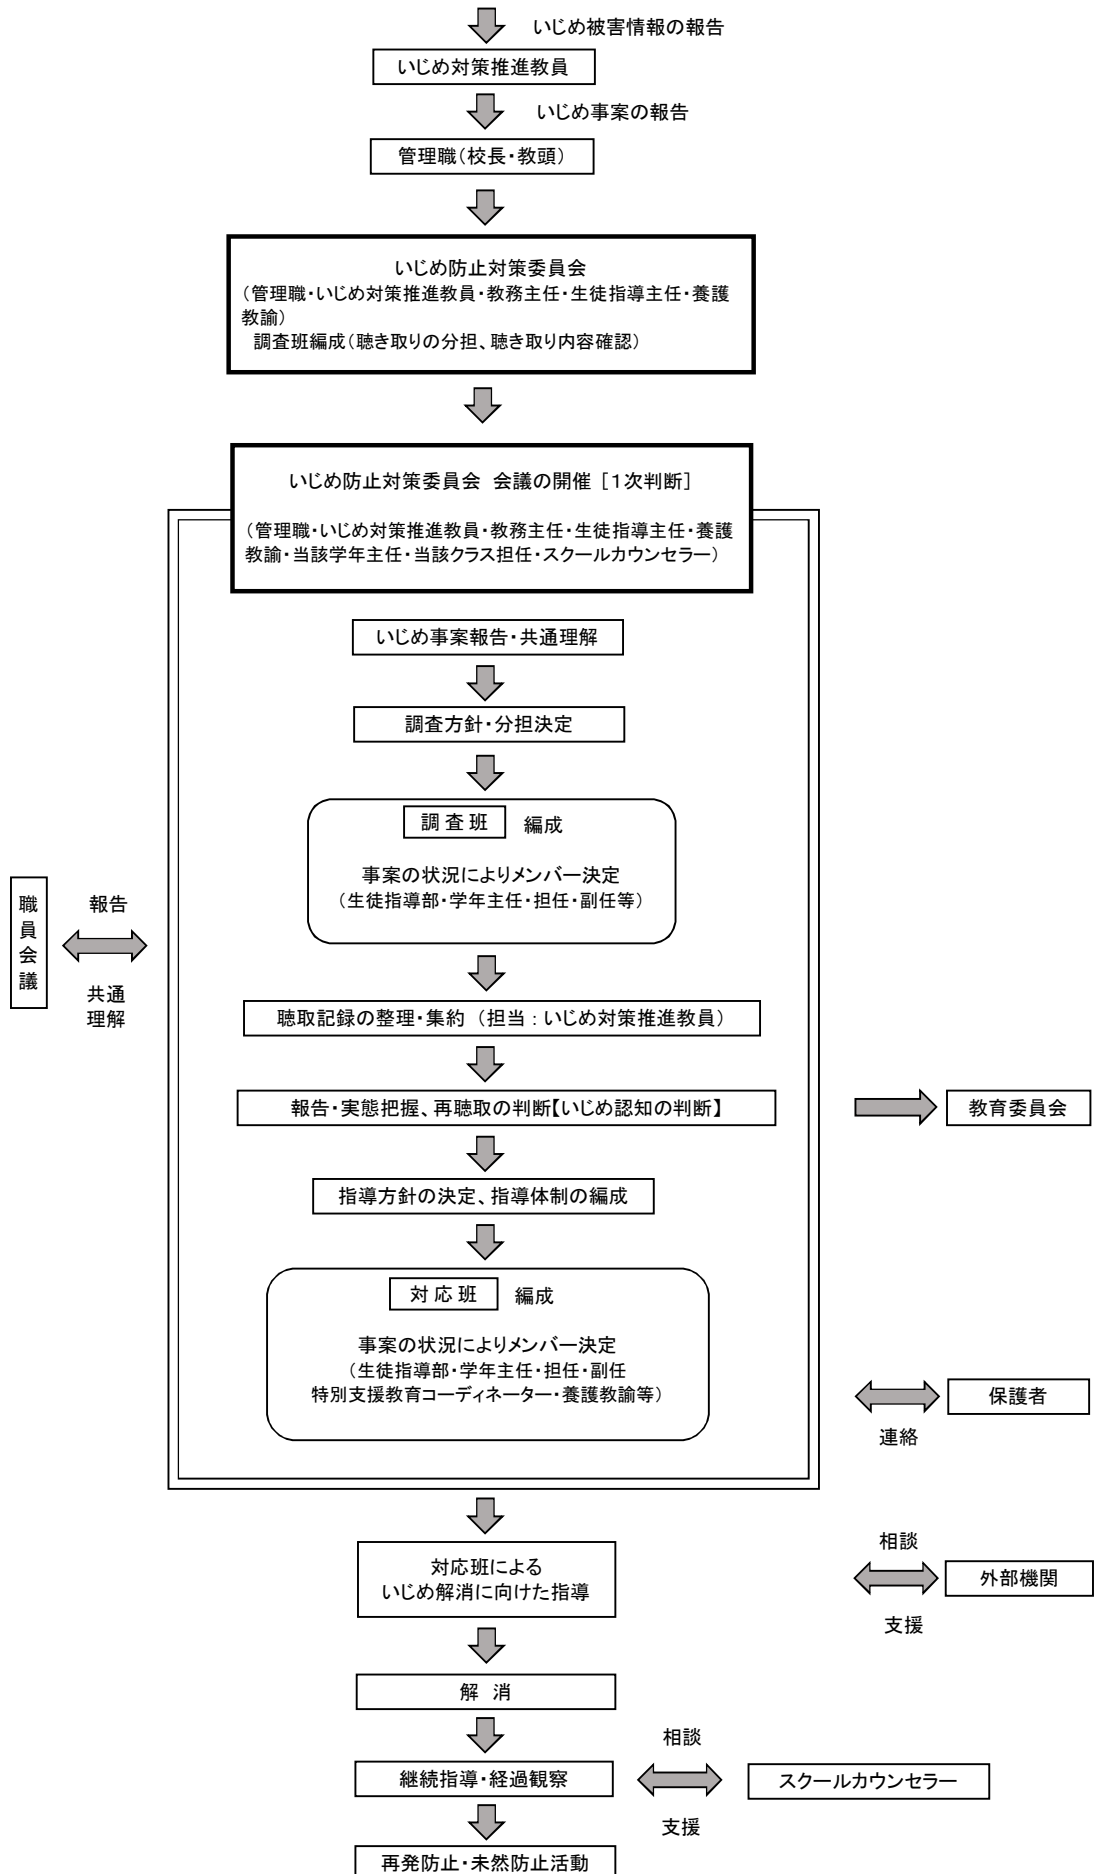 いじめ被害情報の報告
いじめ対策推進教員
いじめ事案の報告
管理職(校長・教頭)
いじめ防止対策委員会
(管理職・いじめ対策推進教員・教務主任・生徒指導主任・養護
教諭)
調査班編成(聴き取りの分担、聴き取り内容確認)
いじめ防止対策委員会 会議の開催 [1次判断]
(管理職・いじめ対策推進教員・教務主任・生徒指導主任・養護
教諭・当該学年主任・当該クラス担任・スクールカウンセラー)
いじめ事案報告・共通理解
調査方針・分担決定
調査班 編成
事案の状況によりメンバー決定
(生徒指導部・学年主任・担任・副任等)
職員会議
報告
共通
理解
聴取記録の整理・集約 (担当:いじめ対策推進教員)
報告・実態把握、再聴取の判断【いじめ認知の判断】
教育委員会
指導方針の決定、指導体制の編成
対応班 編成
事案の状況によりメンバー決定
(生徒指導部・学年主任・担任・副任
特別支援教育コーディネーター・養護教諭等)
保護者
連絡
対応班による
いじめ解消に向けた指導
相談
外部機関
支援
解 消
継続指導・経過観察
相談
スクールカウンセラー
支援
再発防止・未然防止活動